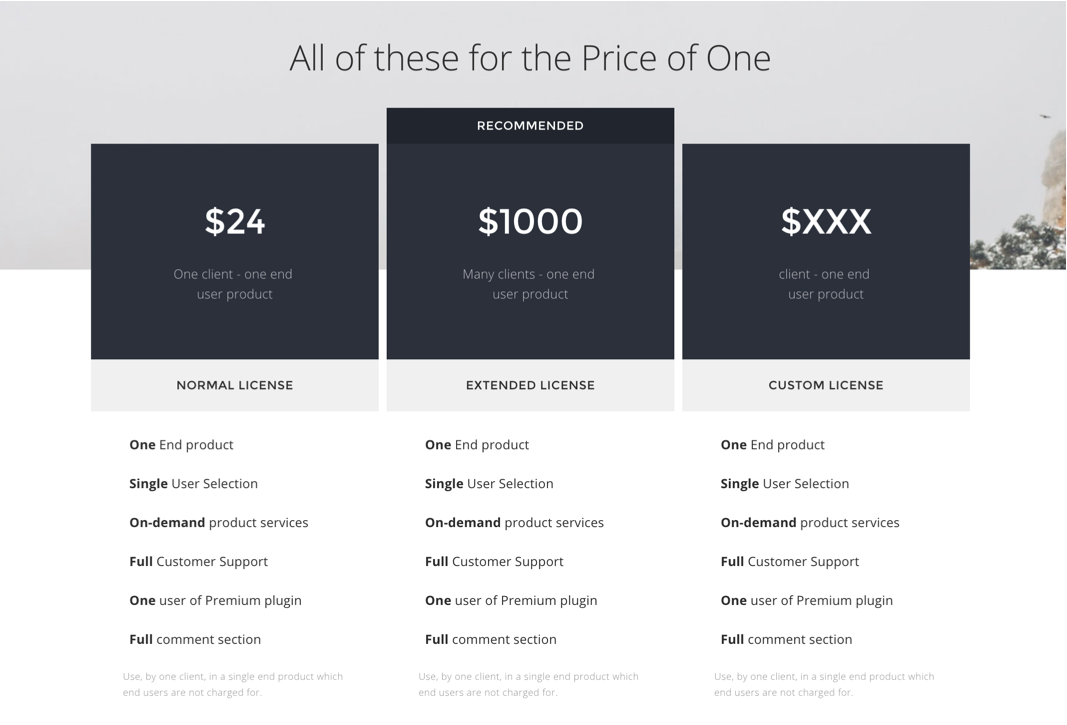 All of these for the Price of One
RECOMMENDED
$24
One client - one end
user product
NORMAL LICENSE
One End product
Single User Selection
On-demand product services
Full Customer Support
One user of Premium plugin
Full comment section
Use, by one client, in a single end product which
end users are not charged for.
$1000
Many clients - one end
user product
EXTENDED LICENSE
One End product
Single User Selection
On-demand product services
Full Customer Support
One user of Premium plugin
Full comment section
Use, by one client, in a single end product which
end users are not charged for.
$XXX
client - one end
user product
CUSTOM LICENSE
One End product
Single User Selection
On-demand product services
Full Customer Support
One user of Premium plugin
Full comment section
Use, by one client, in a single end product which
end users are not charged for.